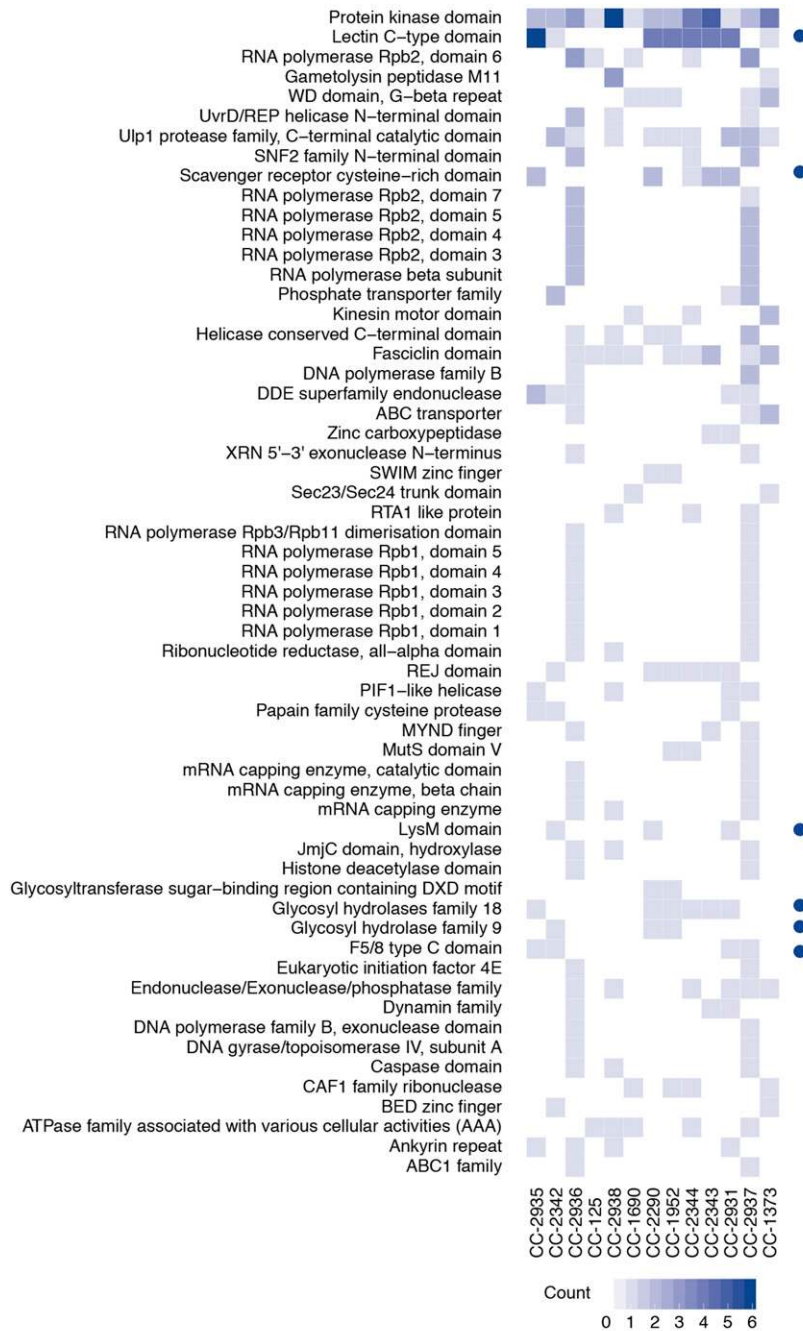 Protein kinase domain
Lectin C−type domain
RNA polymerase Rpb2, domain 6
Gametolysin peptidase M11
WD domain, G−beta repeat
UvrD/REP helicase N−terminal domain
Ulp1 protease family, C−terminal catalytic domain
SNF2 family N−terminal domain
Scavenger receptor cysteine−rich domain
RNA polymerase Rpb2, domain 7
RNA polymerase Rpb2, domain 5
RNA polymerase Rpb2, domain 4
RNA polymerase Rpb2, domain 3
RNA polymerase beta subunit
Phosphate transporter family
Kinesin motor domain
Helicase conserved C−terminal domain
Fasciclin domain
DNA polymerase family B
DDE superfamily endonuclease
ABC transporter
Zinc carboxypeptidase
XRN 5'−3' exonuclease N−terminus
SWIM zinc finger
Sec23/Sec24 trunk domain
RTA1 like protein
RNA polymerase Rpb3/Rpb11 dimerisation domain
RNA polymerase Rpb1, domain 5
RNA polymerase Rpb1, domain 4
RNA polymerase Rpb1, domain 3
RNA polymerase Rpb1, domain 2
RNA polymerase Rpb1, domain 1
Ribonucleotide reductase, all−alpha domain
REJ domain
PIF1−like helicase
Papain family cysteine protease
MYND finger
MutS domain V
mRNA capping enzyme, catalytic domain
mRNA capping enzyme, beta chain
mRNA capping enzyme
LysM domain
JmjC domain, hydroxylase
Histone deacetylase domain
Glycosyltransferase sugar−binding region containing DXD motif
Glycosyl hydrolases family 18
Glycosyl hydrolase family 9
F5/8 type C domain
Eukaryotic initiation factor 4E
Endonuclease/Exonuclease/phosphatase family
Dynamin family
DNA polymerase family B, exonuclease domain
DNA gyrase/topoisomerase IV, subunit A
Caspase domain
CAF1 family ribonuclease
BED zinc finger
ATPase family associated with various cellular activities (AAA)
Ankyrin repeat
ABC1 family
CC-2935
CC-2342
CC-2936
CC-125
CC-2938
CC-1690
CC-2290
CC-1952
CC-2344
CC-2343
CC-2931
CC-2937
CC-1373
Count
0 1 2 3 4 5 6